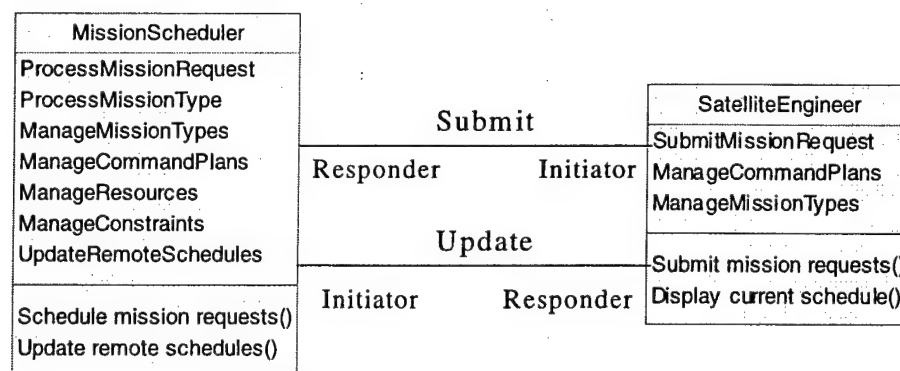 MissionScheduler
ProcessMissionRequest
ProcessMissionType
ManageMissionTypes
ManageCommandPlans
ManageResources
ManageConstraints
UpdateRemoteSchedules
Schedule mission requests()
Update remote schedules()
Submit
Responder Initiator
Update
Initiator Responder
SatelliteEngineer
SubmitMissionRequest
ManageCommandPlans
ManageMissionTypes
Submit mission requests()
Display current schedule()